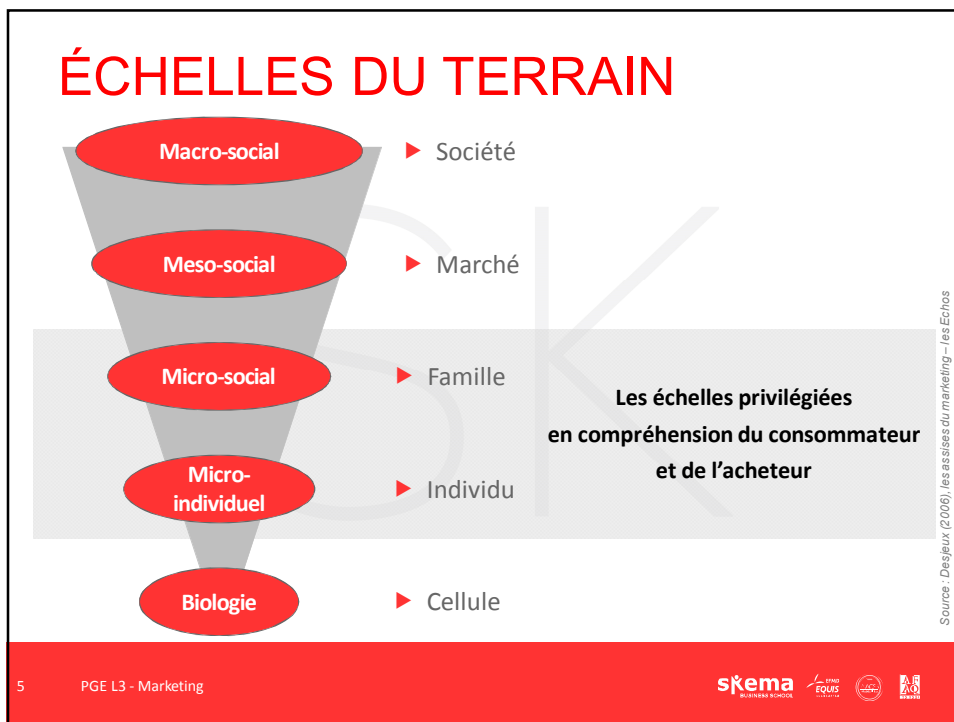 ÉCHELLES DU TERRAIN
Macro-social
Société
Meso-social
Marché
Micro-social
Famille
Micro-
individuel
Individu
Biologie
Cellule
Les échelles privilégiées
en compréhension du consommateur
et de l’acheteur
Source : Desjeux (2006), les assises du marketing – les Echos
SK
5
PGE L3 - Marketing
skema
BUSINESS SCHOOL
EFMD
EQUIS